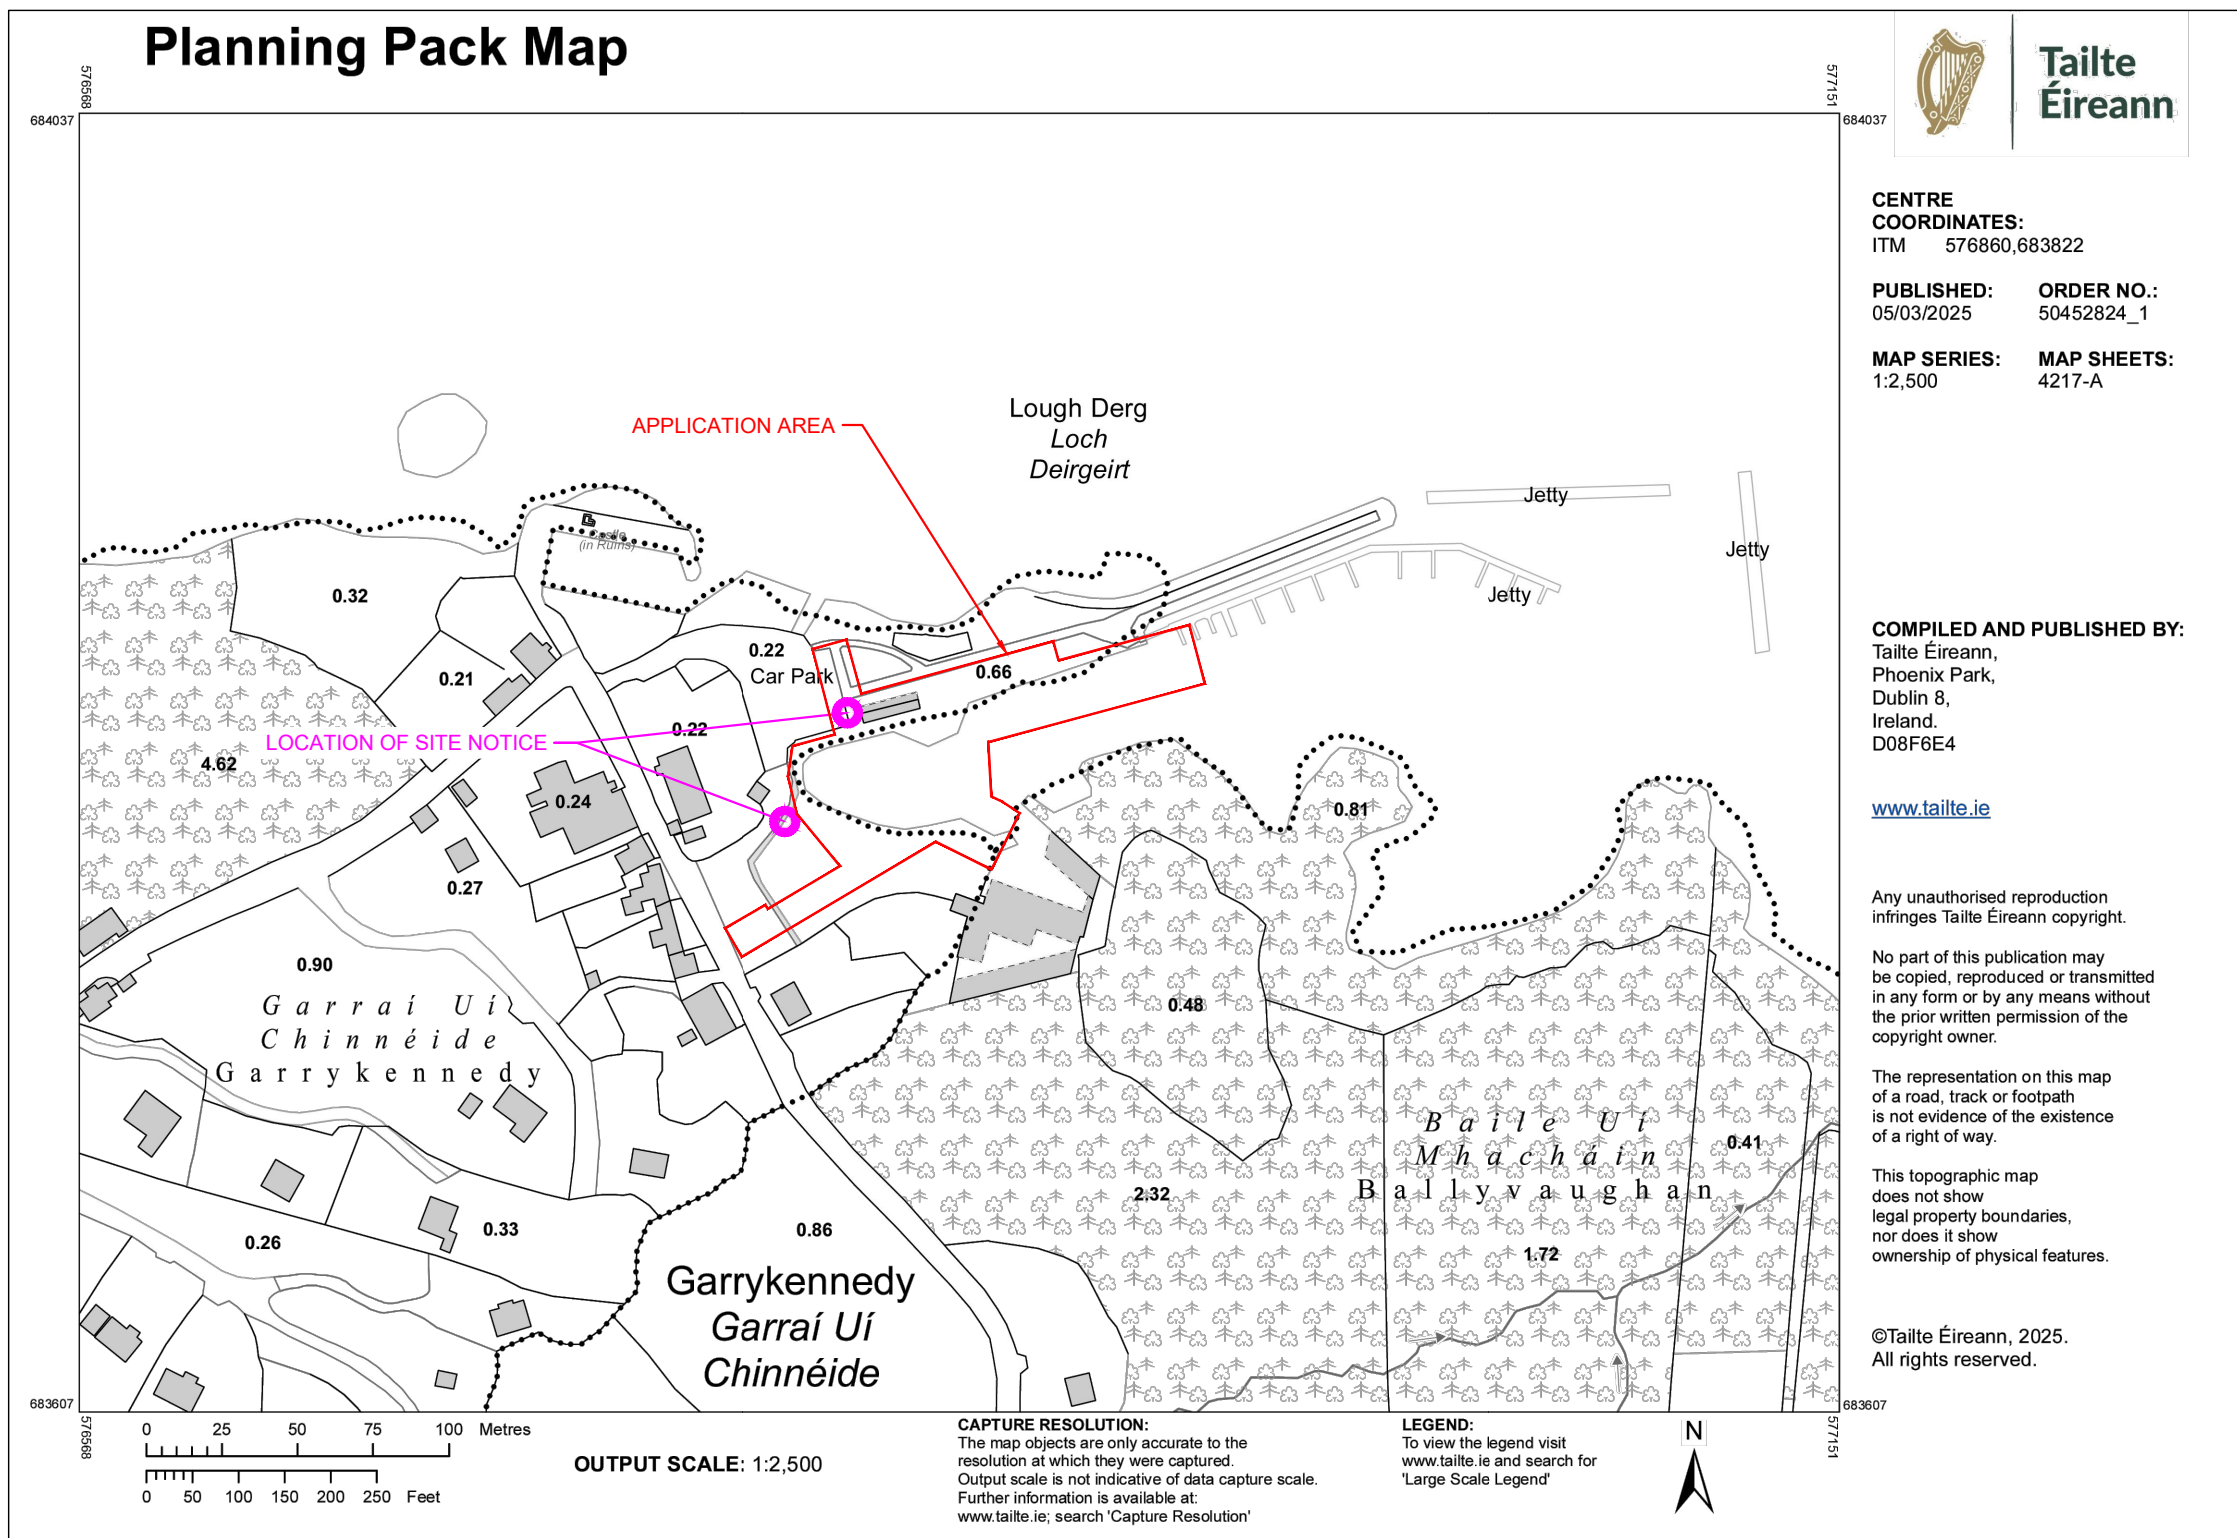 Planning Pack Map
Tailte
Éireann
576568
577151
684037
684037
CENTRE
COORDINATES:
ITM 576860,683822
PUBLISHED: ORDER NO.:
05/03/2025 50452824_1
MAP SERIES: MAP SHEETS:
1:2,500 4217-A
Lough Derg
Loch
Deirgeirt
APPLICATION AREA
Jetty
Jetty
Jetty
Castle
(in Ruins)
0.32
0.22
Car Park
0.66
0.21
0.22
LOCATION OF SITE NOTICE
4.62
0.24
0.81
0.27
0.90
Garraí Uí
Chinnéide
Garrykennedy
0.48
Baile Uí
Mhacháin
Ballyvaughan
0.41
2.32
0.33
0.26
0.86
1.72
Garrykennedy
Garraí Uí
Chinnéide
COMPILED AND PUBLISHED BY:
Tailte Éireann,
Phoenix Park,
Dublin 8,
Ireland.
D08F6E4
www.tailte.ie
Any unauthorised reproduction
infringes Tailte Éireann copyright.
No part of this publication may
be copied, reproduced or transmitted
in any form or by any means without
the prior written permission of the
copyright owner.
The representation on this map
of a road, track or footpath
is not evidence of the existence
of a right of way.
This topographic map
does not show
legal property boundaries,
nor does it show
ownership of physical features.
©Tailte Éireann, 2025.
All rights reserved.
683607
683607
576568
577151
0 25 50 75 100 Metres
0 50 100 150 200 250 Feet
OUTPUT SCALE: 1:2,500
CAPTURE RESOLUTION:
The map objects are only accurate to the
resolution at which they were captured.
Output scale is not indicative of data capture scale.
Further information is available at:
www.tailte.ie; search 'Capture Resolution'
LEGEND:
To view the legend visit
www.tailte.ie and search for
'Large Scale Legend'
N